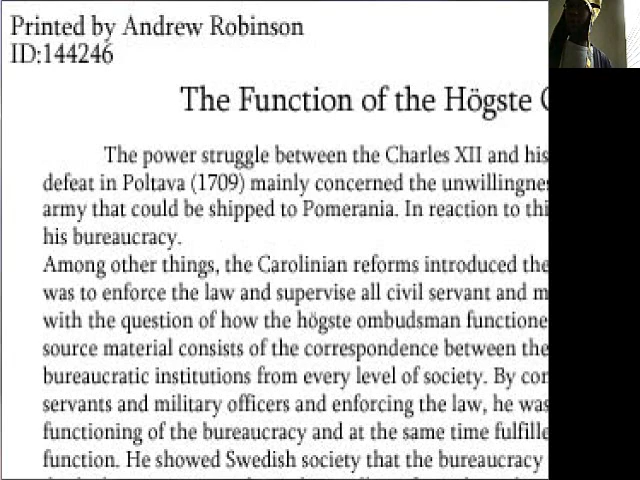 Printed by Andrew Robinson
ID:144246
The Function of the Högste
The power struggle between the Charles XII and his
defeat in Poltava (1709) mainly concerned the
army that could be shipped to Pomerania. In reaction to
his bureaucracy.
Among other things, the Carolinian reforms introduced the
was to enforce the law and supervise all civil servant and
with the question of how the högste ombudsman
source material consists of the correspondence between the
bureaucratic institutions from every level of society. By
servants and military officers and enforcing the law, he was
functioning of the bureaucracy and at the same time
function. He showed Swedish society that the bureaucracy